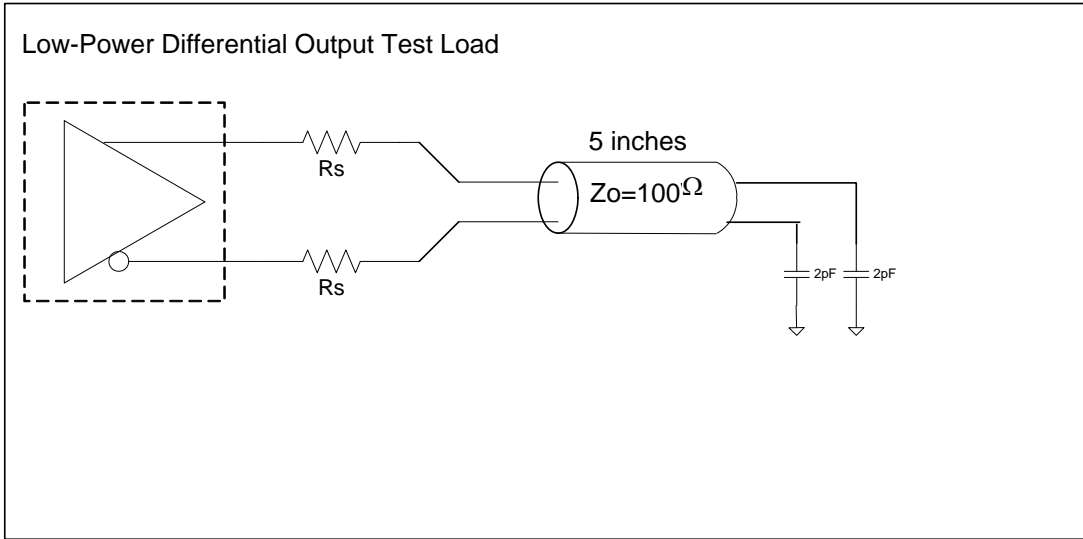 Low-Power Differential Output Test Load
Rs
5 inches
Zo=100Ω
Rs
2pF
2pF